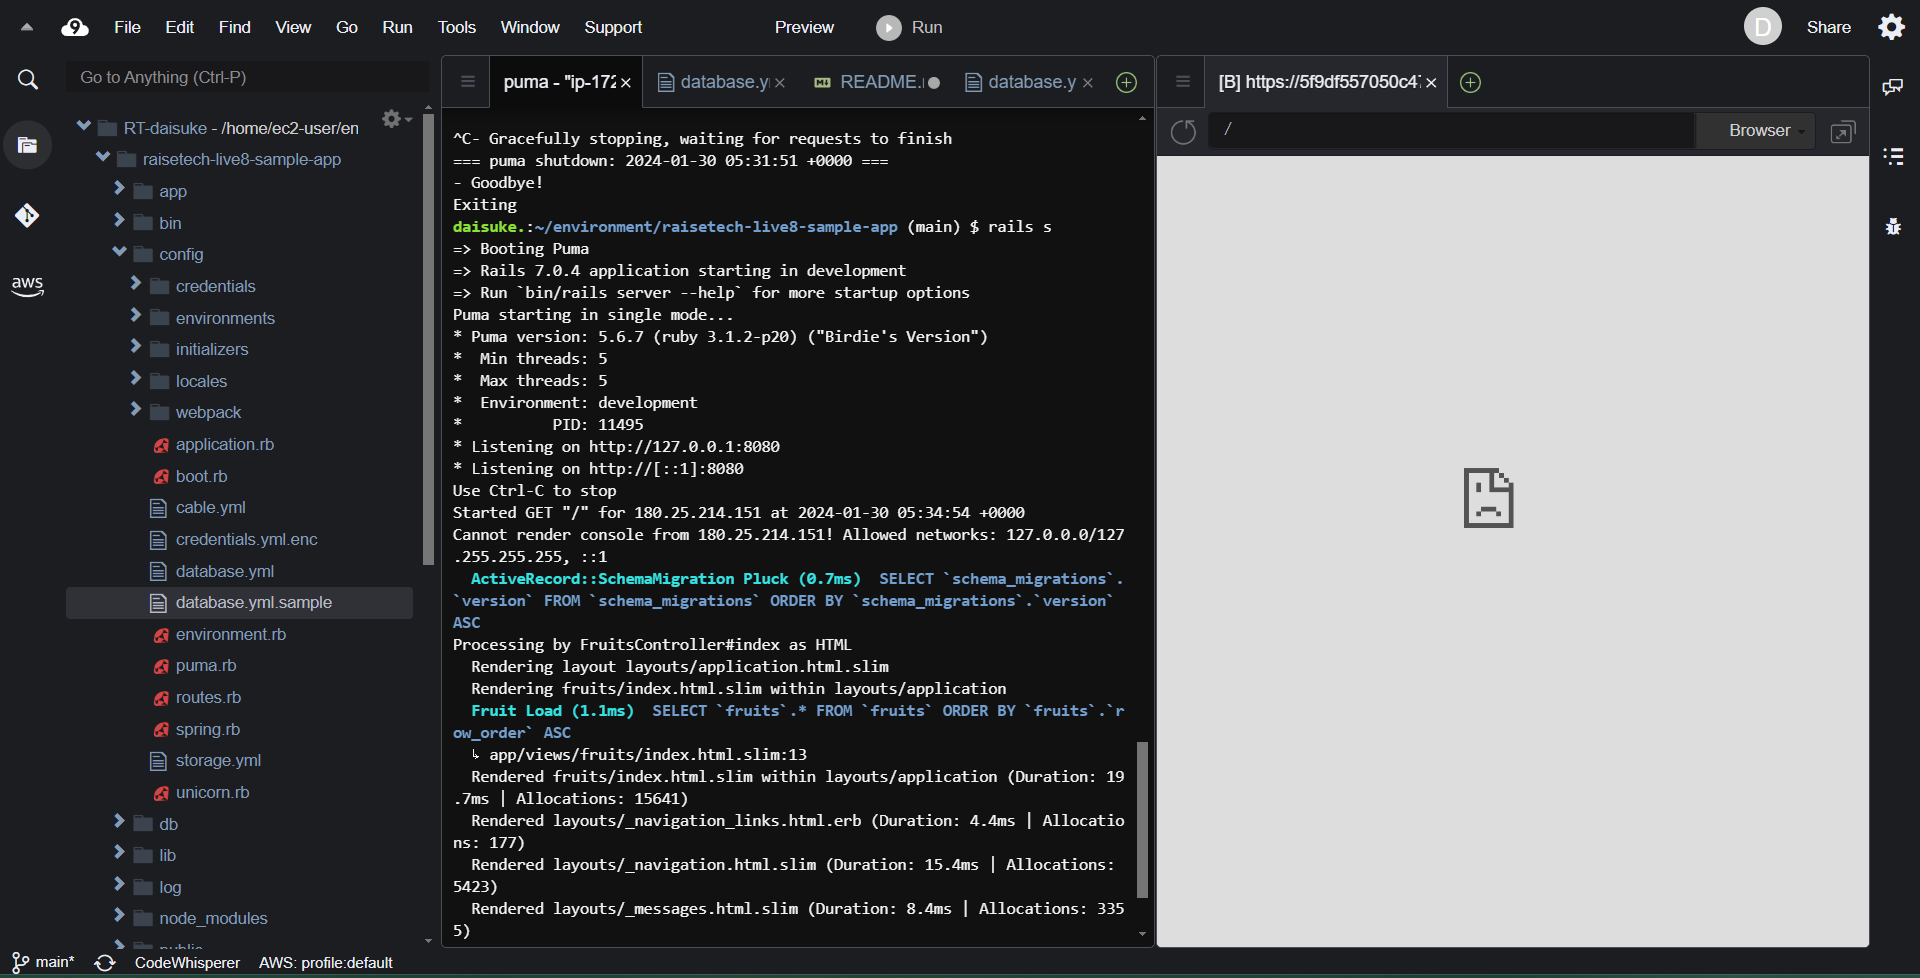 File Edit Find View Go Run Tools Window Support Preview Run D Share
Go to Anything (Ctrl-P)
puma - "ip-172 × database.y × README. database.y ×
[B] https://5f9df557050c47 ×
/ Browser
aws
RT-daisuke - /home/ec2-user/en
raisetech-live8-sample-app
app
bin
config
credentials
environments
initializers
locales
webpack
application.rb
boot.rb
cable.yml
credentials.yml.enc
database.yml
database.yml.sample
environment.rb
puma.rb
routes.rb
spring.rb
storage.yml
unicorn.rb
db
lib
log
node_modules
public
^C- Gracefully stopping, waiting for requests to finish
=== puma shutdown: 2024-01-30 05:31:51 +0000 ===
- Goodbye!
Exiting
daisuke.:~/environment/raisetech-live8-sample-app (main) $ rails s
=> Booting Puma
=> Rails 7.0.4 application starting in development
=> Run `bin/rails server --help` for more startup options
Puma starting in single mode...
* Puma version: 5.6.7 (ruby 3.1.2-p20) ("Birdie's Version")
*  Min threads: 5
*  Max threads: 5
*  Environment: development
*          PID: 11495
* Listening on http://127.0.0.1:8080
* Listening on http://[::1]:8080
Use Ctrl-C to stop
Started GET "/" for 180.25.214.151 at 2024-01-30 05:34:54 +0000
Cannot render console from 180.25.214.151! Allowed networks: 127.0.0.0/127
.255.255.255, ::1
  ActiveRecord::SchemaMigration Pluck (0.7ms)  SELECT `schema_migrations`.
`version` FROM `schema_migrations` ORDER BY `schema_migrations`.`version`
ASC
Processing by FruitsController#index as HTML
  Rendering layout layouts/application.html.slim
  Rendering fruits/index.html.slim within layouts/application
  Fruit Load (1.1ms)  SELECT `fruits`.* FROM `fruits` ORDER BY `fruits`.`r
ow_order` ASC
  ↳ app/views/fruits/index.html.slim:13
  Rendered fruits/index.html.slim within layouts/application (Duration: 19
.7ms | Allocations: 15641)
  Rendered layouts/_navigation_links.html.erb (Duration: 4.4ms | Allocatio
ns: 177)
  Rendered layouts/_navigation.html.slim (Duration: 15.4ms | Allocations:
5423)
  Rendered layouts/_messages.html.slim (Duration: 8.4ms | Allocations: 335
5)
main* CodeWhisperer AWS: profile:default